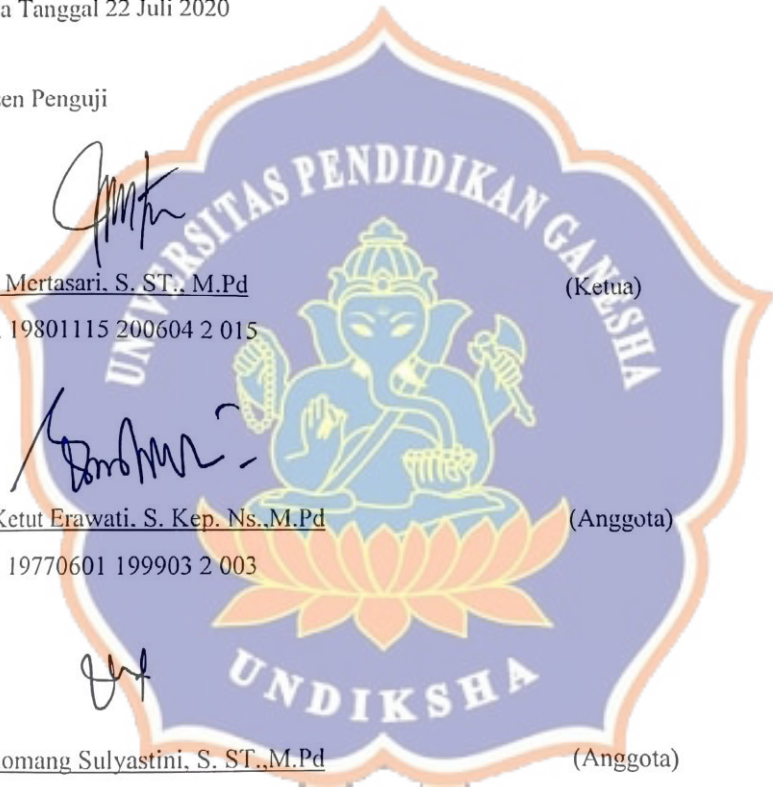 a Tanggal 22 Juli 2020
en Penguji
UNIVERSITAS PENDIDIKAN GANESHA
Mertasari, S. ST., M.Pd (Ketua)
19801115 200604 2 015
Ketut Erawati. S. Kep. Ns.,M.Pd (Anggota)
19770601 199903 2 003
UNDIKSHA
omang Sulyastini, S. ST.,M.Pd (Anggota)